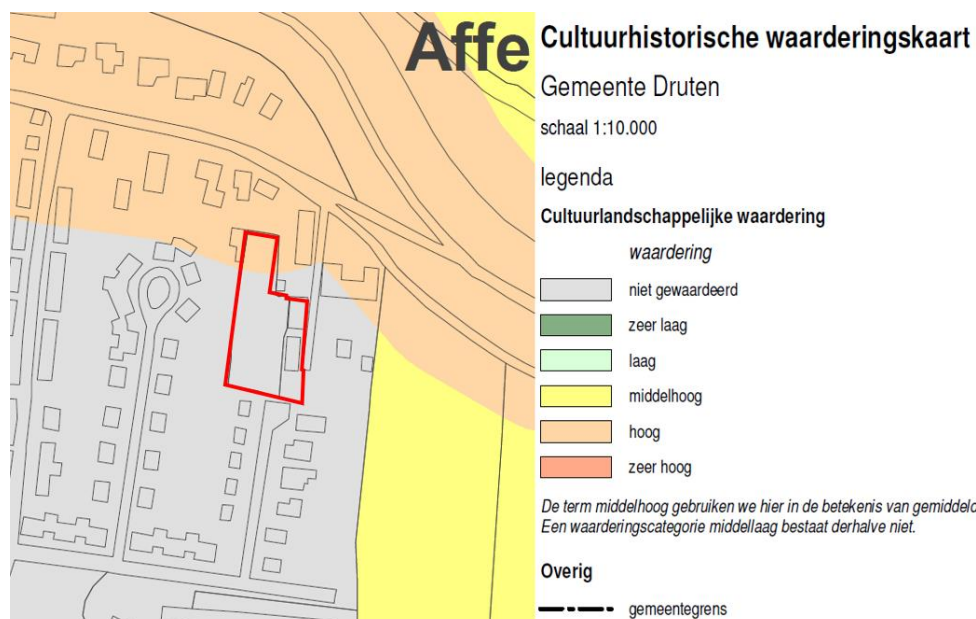 Affe
Cultuurhistorische waarderingskaart
Gemeente Druten
schaal 1:10.000
legenda
Cultuurlandschappelijke waardering
waardering
niet gewaardeerd
zeer laag
laag
middelhoog
hoog
zeer hoog
De term middelhoog gebruiken we hier in de betekenis van gemiddeld
Een waarderingscategorie middellaag bestaat derhalve niet.
Overig
gemeentegrens